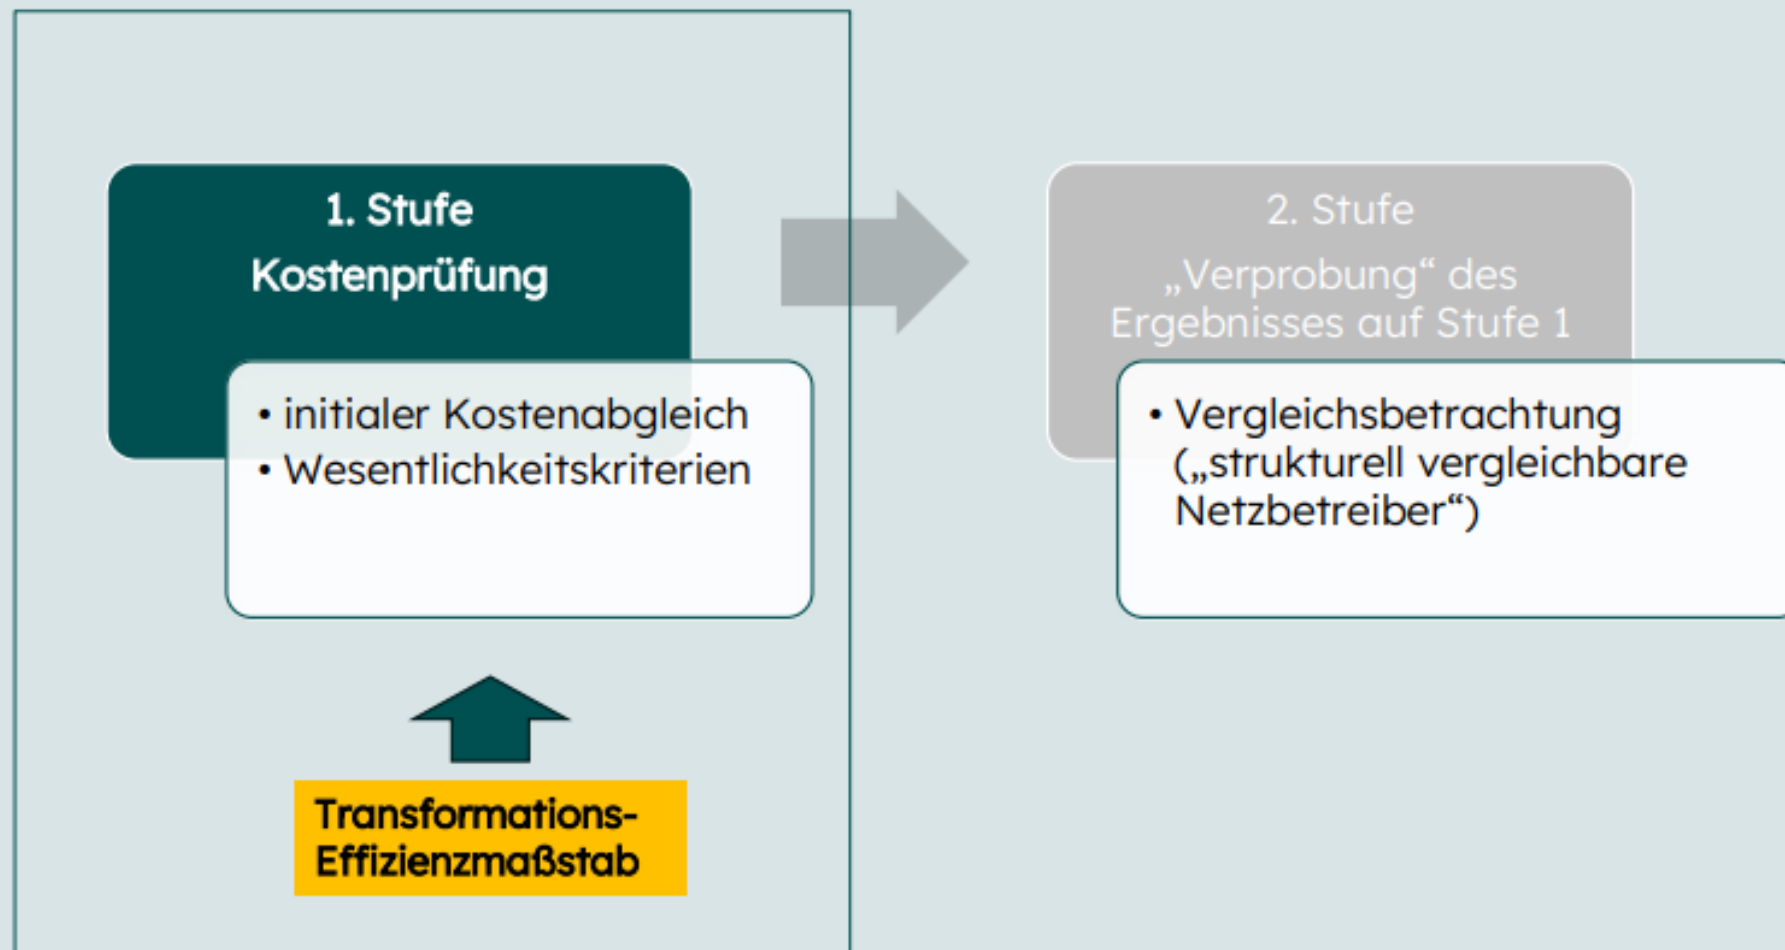 1. Stufe
Kostenprüfung
• initialer Kostenabgleich
• Wesentlichkeitskriterien
Transformations-
Effizienzmaßstab
2. Stufe
„Verprobung“ des
Ergebnisses auf Stufe 1
• Vergleichsbetrachtung
(„strukturell vergleichbare
Netzbetreiber“)